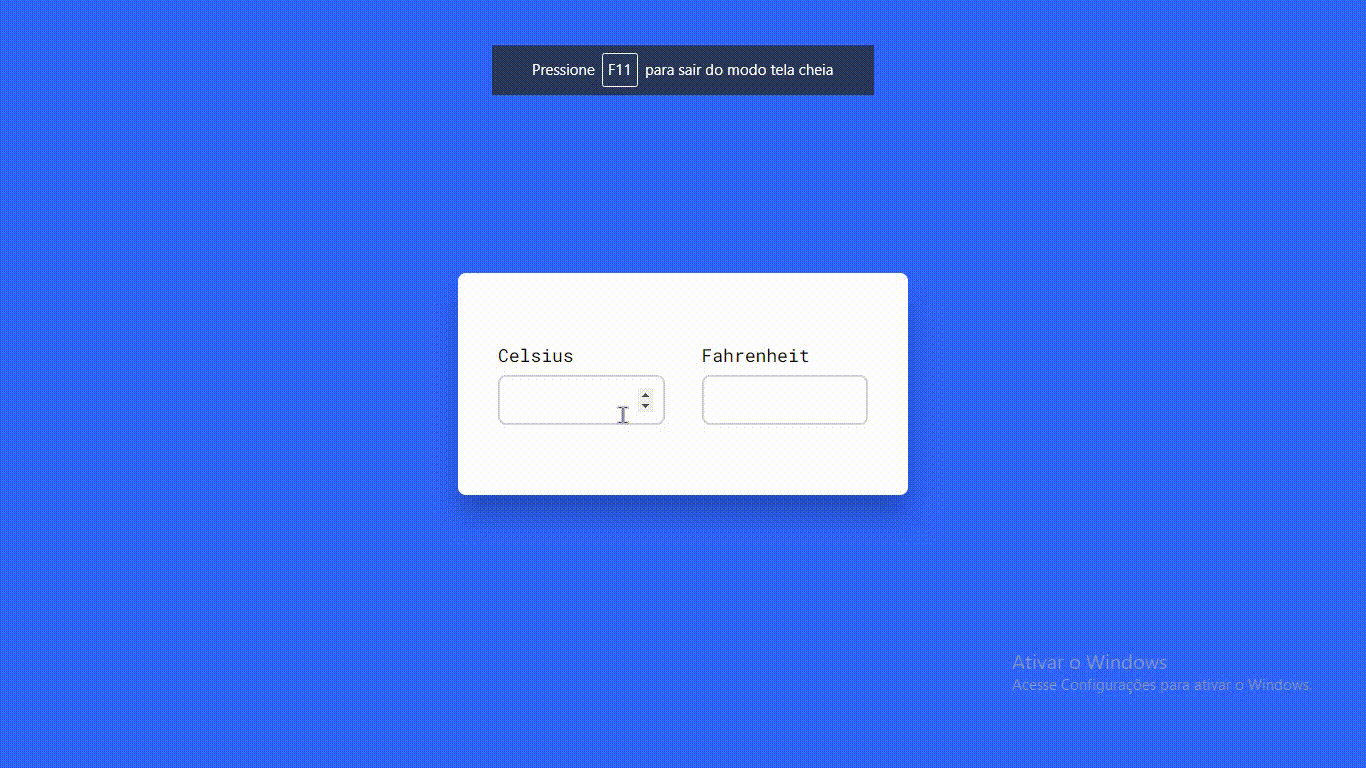 Pressione F11 para sair do modo tela cheia
Celsius Fahrenheit
Ativar o Windows
Acesse Configurações para ativar o Windows.